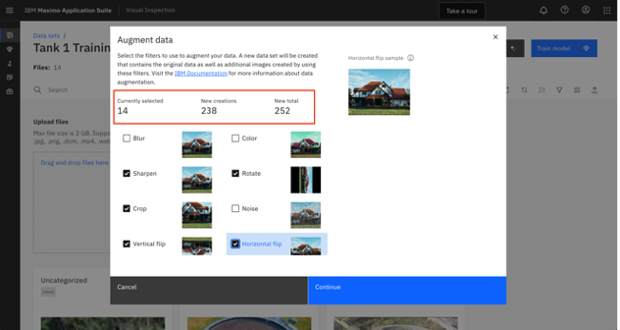 IBM Maximo Application Suite
Visual Inspection
Take a tour
Data sets /
Tank 1 Trainin
Files: 14
Train model
Search
Upload files
Max file size is 2 GB. Suppo
.jpg, .png, .dcm, .mp4, .web
Drag and drop files here
Uncategorized
Augment data
Select the filters to use to augment your data. A new data set will be created
that contains the original data as well as additional images created by using
these filters. Visit the IBM Documentation for more information about data
augmentation.
Currently selected
14
New creations
238
New total
252
Blur
Color
Sharpen
Rotate
Crop
Noise
Vertical flip
Horizontal flip
Horizontal flip sample
Cancel
Continue